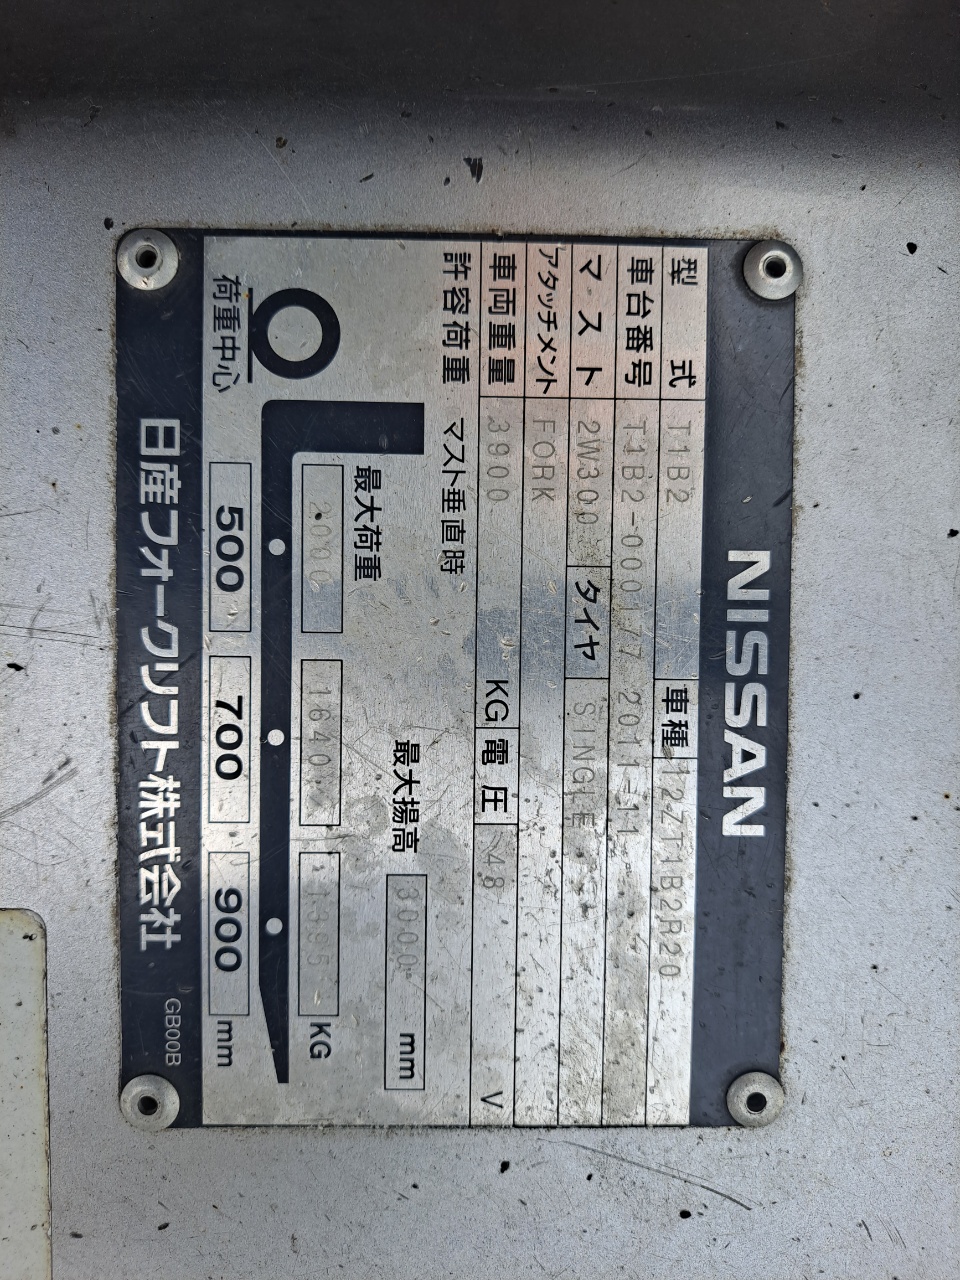 NISSAN
型式 T1B2 車種 12ZT1B2R20
車台番号 T1B2-000177 2011-11
マスト 2W300 タイヤ SINGLE
アタッチメント FORK
車両重量 3900 KG 電圧 48 V
許容荷重 マスト垂直時
最大揚高 3000 mm
最大荷重
2000 1640 1395 KG
荷重中心 500 700 900 mm
日産フォークリフト株式会社 GB00B